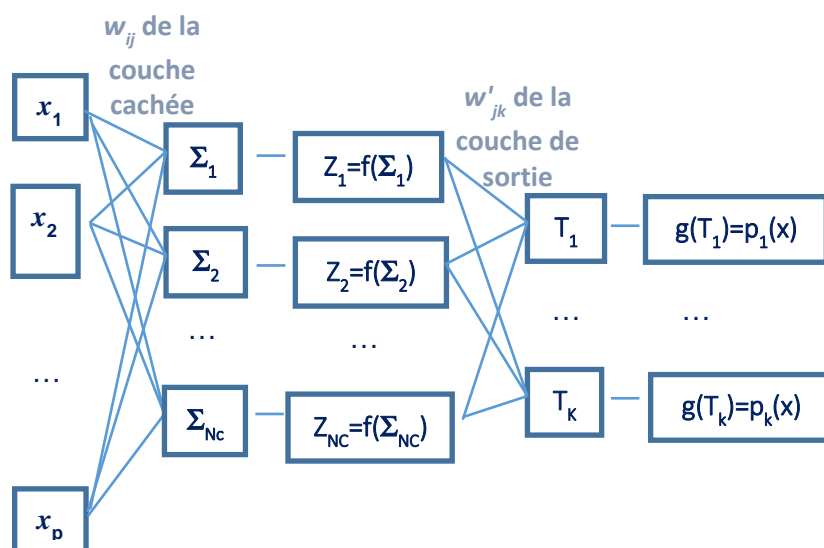 w_ij de la
couche
cachée
x_1
x_2
...
x_p
Σ_1
Σ_2
...
Σ_Nc
Z_1=f(Σ_1)
Z_2=f(Σ_2)
...
Z_NC=f(Σ_NC)
w'_jk de la
couche de
sortie
T_1
...
T_K
g(T_1)=p_1(x)
...
g(T_k)=p_k(x)